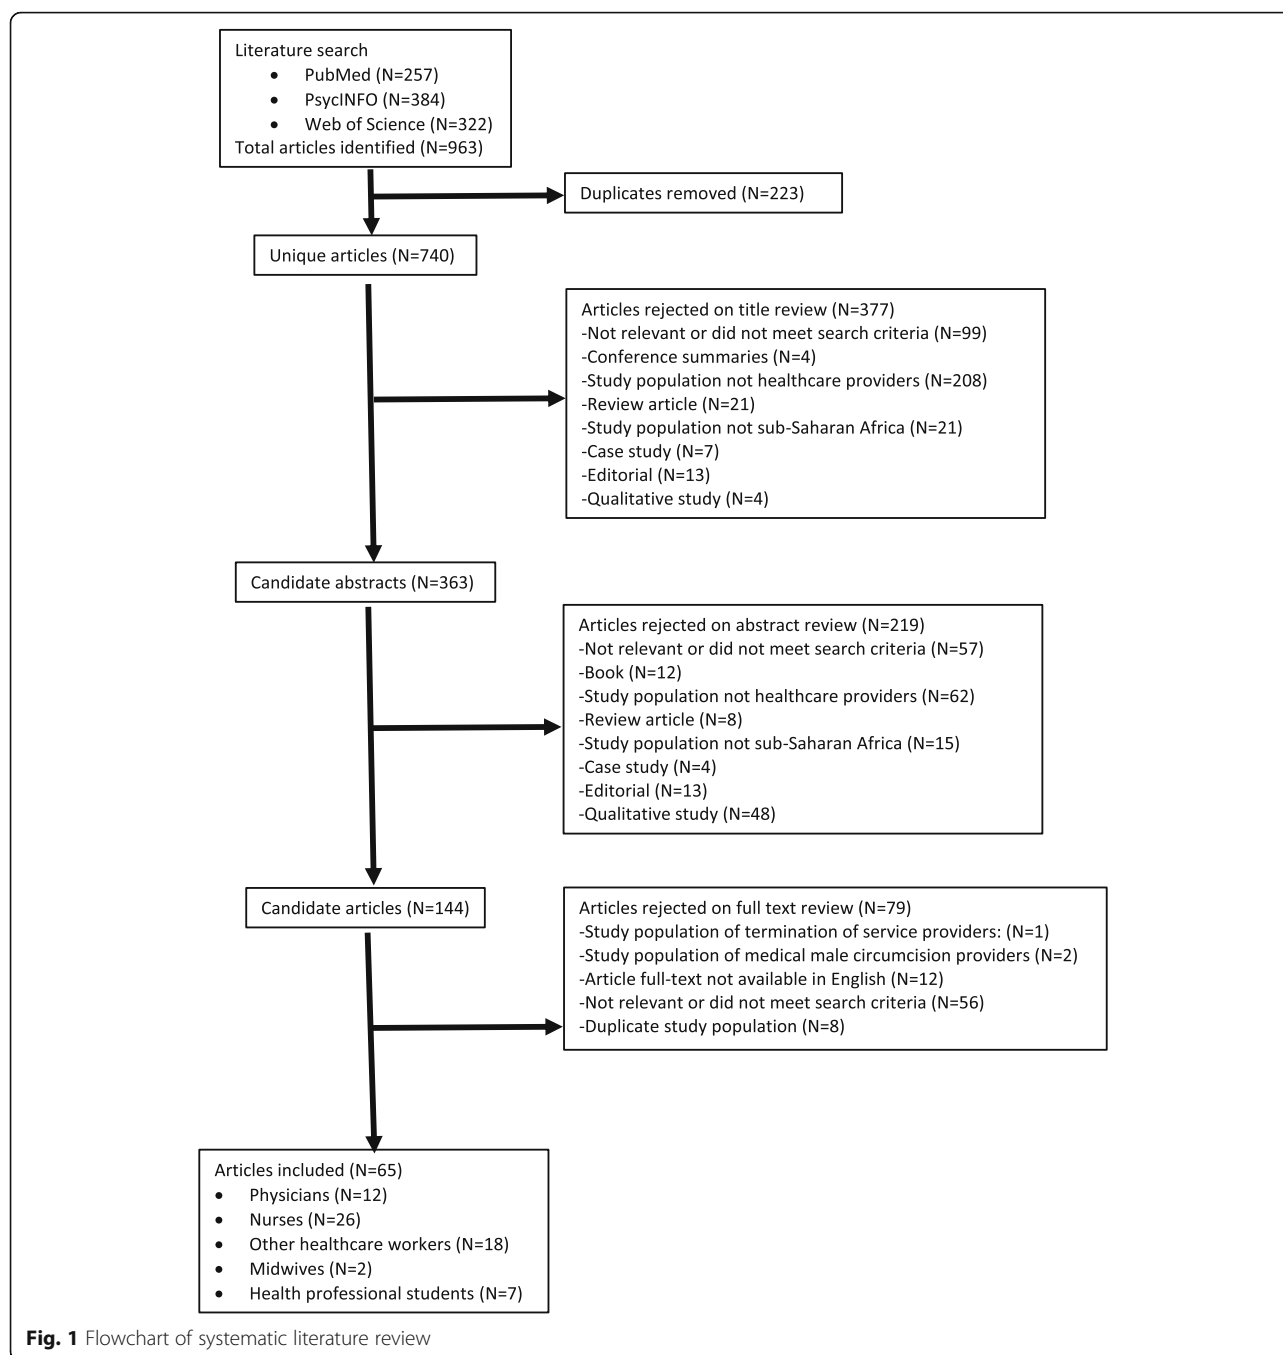 Literature search
• PubMed (N=257)
• PsycINFO (N=384)
• Web of Science (N=322)
Total articles identified (N=963)
Duplicates removed (N=223)
Unique articles (N=740)
Articles rejected on title review (N=377)
-Not relevant or did not meet search criteria (N=99)
-Conference summaries (N=4)
-Study population not healthcare providers (N=208)
-Review article (N=21)
-Study population not sub-Saharan Africa (N=21)
-Case study (N=7)
-Editorial (N=13)
-Qualitative study (N=4)
Candidate abstracts (N=363)
Articles rejected on abstract review (N=219)
-Not relevant or did not meet search criteria (N=57)
-Book (N=12)
-Study population not healthcare providers (N=62)
-Review article (N=8)
-Study population not sub-Saharan Africa (N=15)
-Case study (N=4)
-Editorial (N=13)
-Qualitative study (N=48)
Candidate articles (N=144)
Articles rejected on full text review (N=79)
-Study population of termination of service providers: (N=1)
-Study population of medical male circumcision providers (N=2)
-Article full-text not available in English (N=12)
-Not relevant or did not meet search criteria (N=56)
-Duplicate study population (N=8)
Articles included (N=65)
• Physicians (N=12)
• Nurses (N=26)
• Other healthcare workers (N=18)
• Midwives (N=2)
• Health professional students (N=7)
Fig. 1 Flowchart of systematic literature review